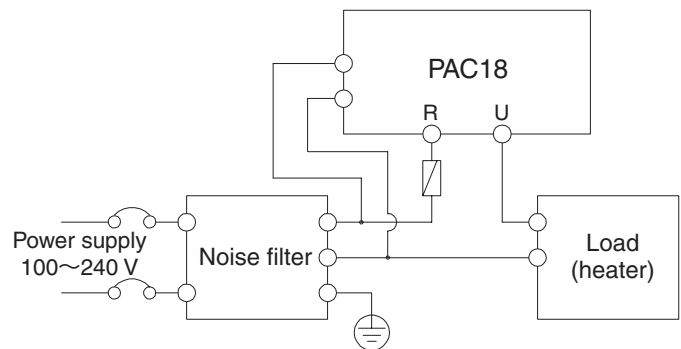 PAC18
R U
Power supply
100～240 V
Noise filter
Load
(heater)